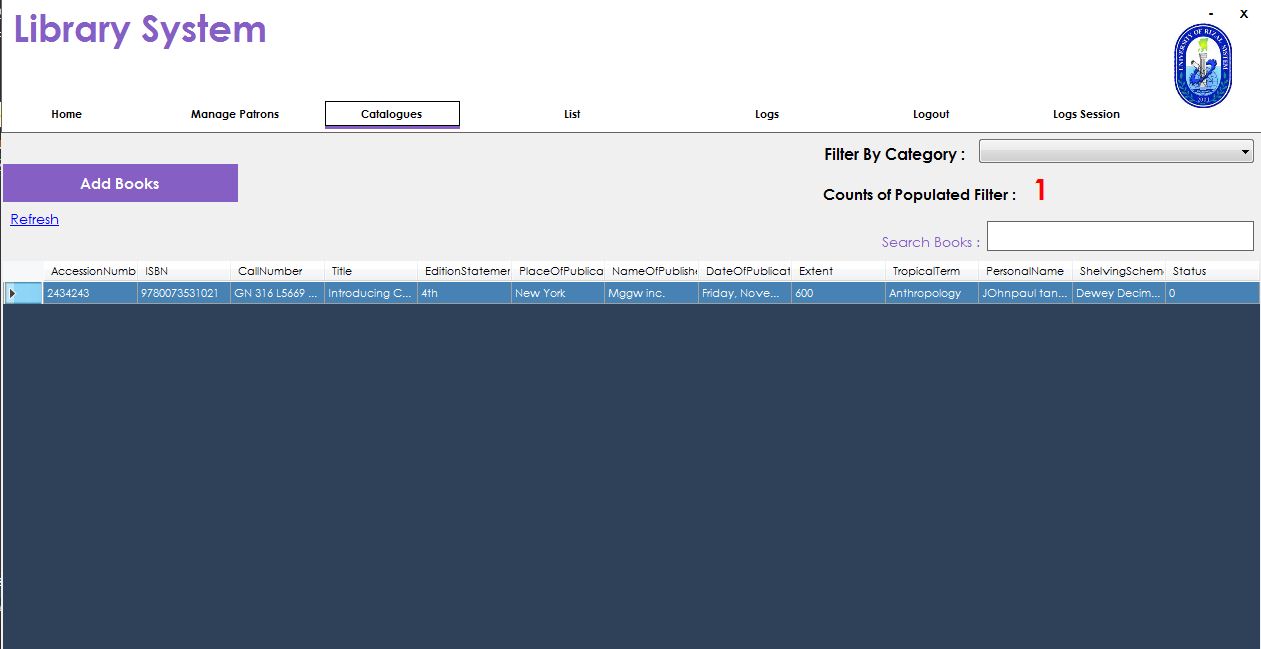 Library System
- x
UNIVERSITY OF RIZAL SYSTEM
Home Manage Patrons Catalogues List Logs Logout Logs Session
Filter By Category :
Add Books
Counts of Populated Filter : 1
Refresh
Search Books :
AccessionNumb ISBN CallNumber Title EditionStatemer PlaceOfPublica NameOfPublishe DateOfPublicat Extent TropicalTerm PersonalName ShelvingScheme Status
2434243 9780073531021 GN 316 L5669 ... Introducing C... 4th New York Mggw inc. Friday, Nove... 600 Anthropology JOhnpaul tan... Dewey Decim... 0